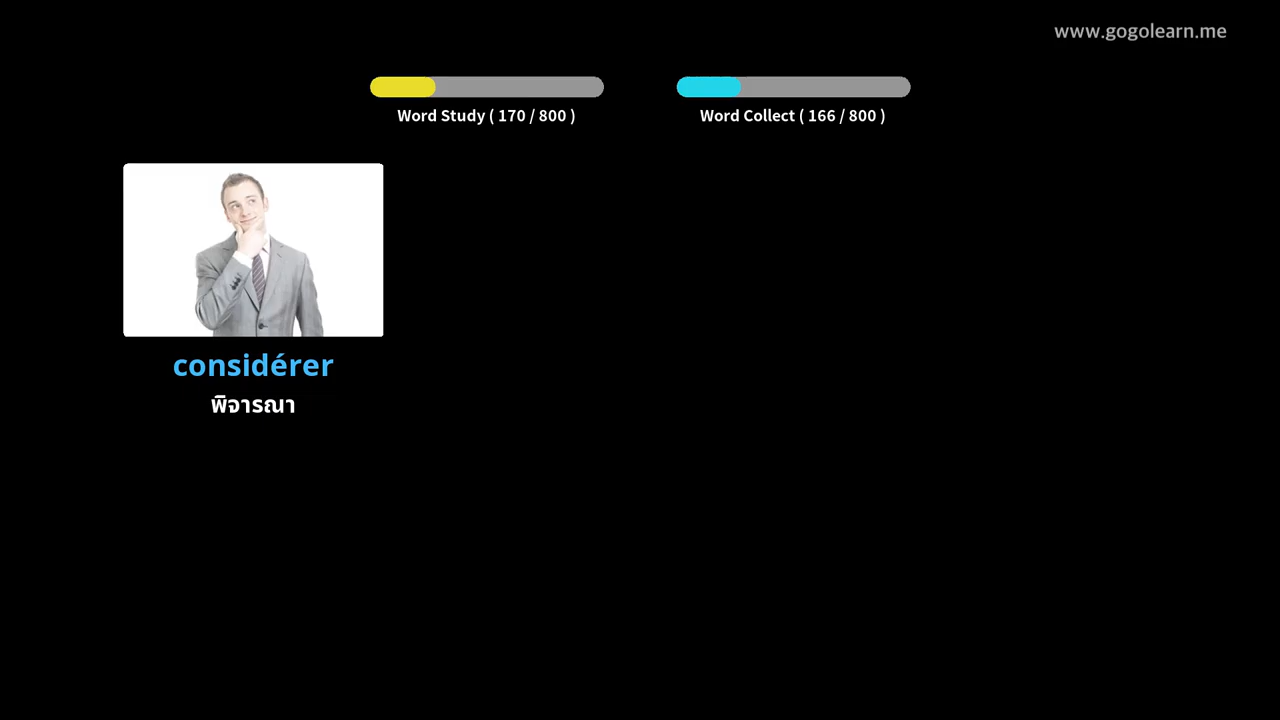 www.gogolearn.me
Word Study ( 170 / 800 )
Word Collect ( 166 / 800 )
considérer
พิจารณา